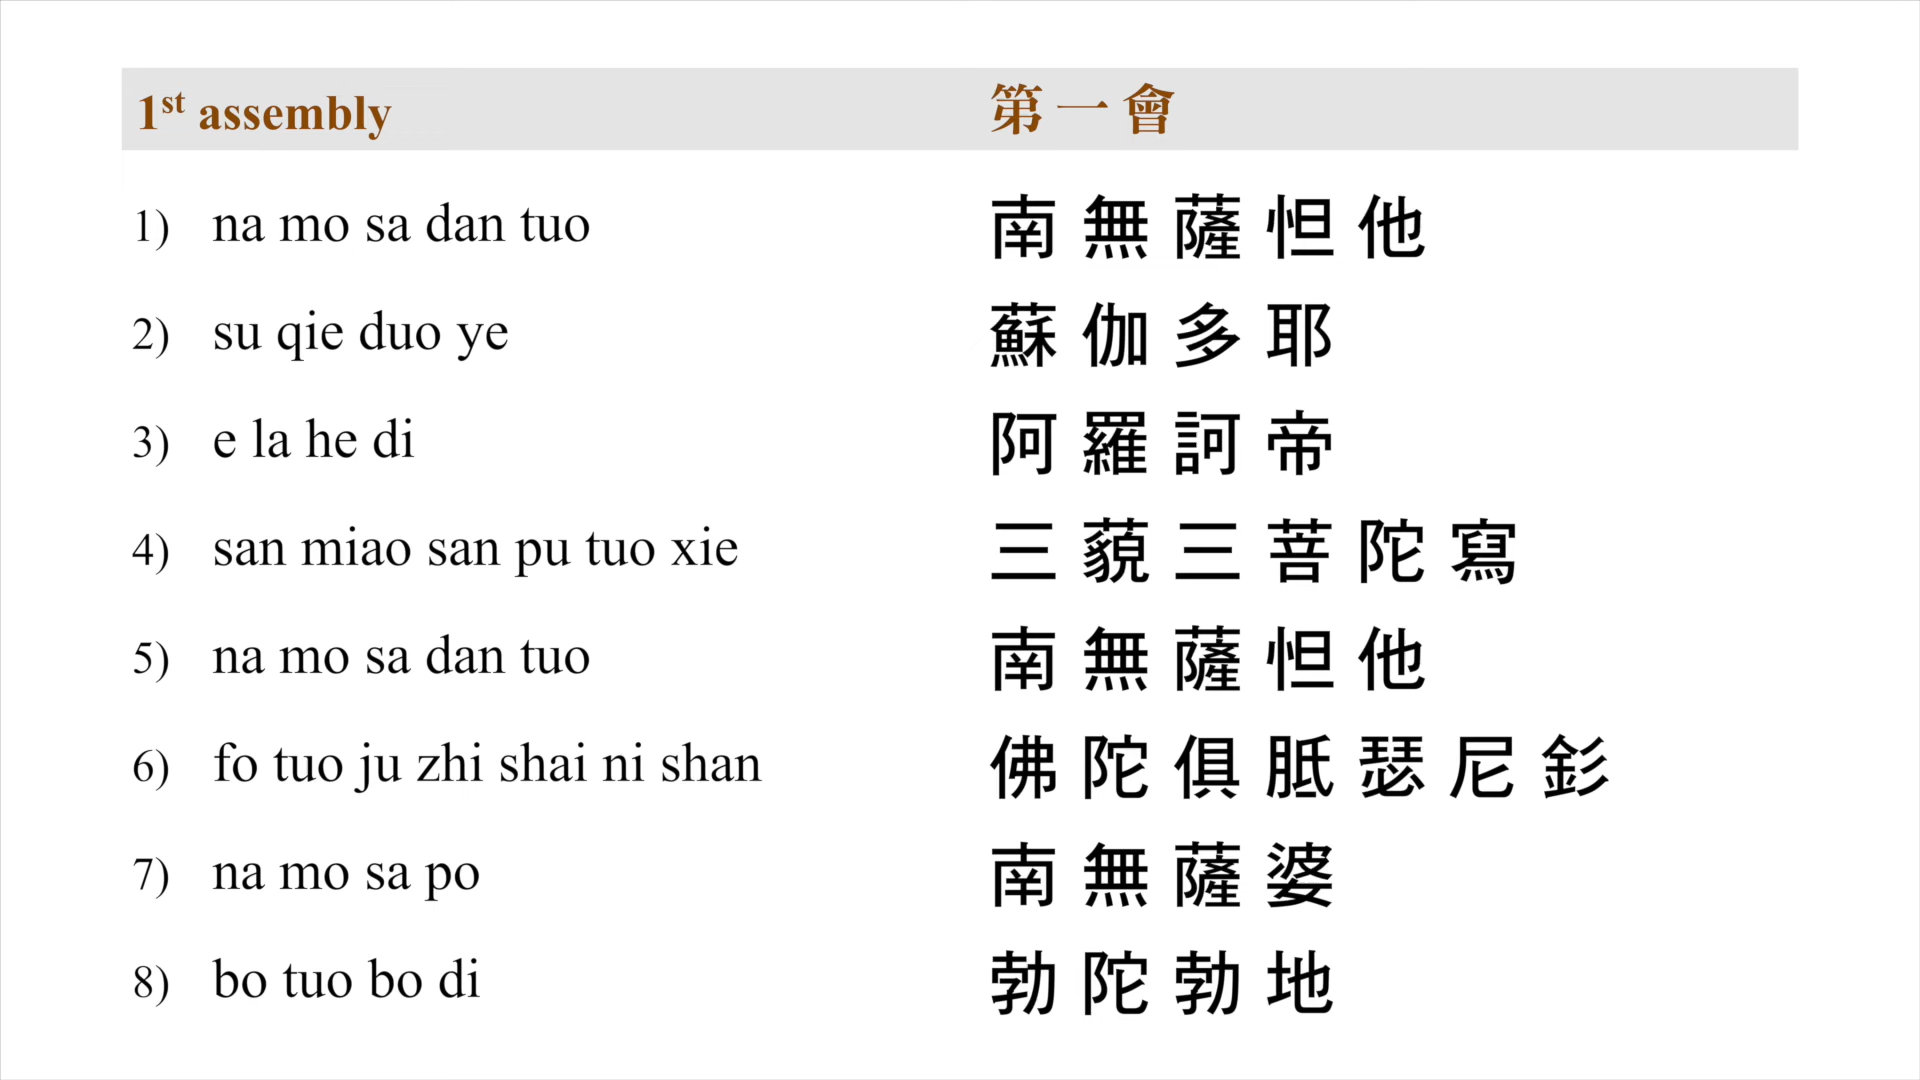 1st assembly 第一會
1) na mo sa dan tuo 南無薩怛他
2) su qie duo ye 蘇伽多耶
3) e la he di 阿羅訶帝
4) san miao san pu tuo xie 三藐三菩陀寫
5) na mo sa dan tuo 南無薩怛他
6) fo tuo ju zhi shai ni shan 佛陀俱胝瑟尼釤
7) na mo sa po 南無薩婆
8) bo tuo bo di 勃陀勃地